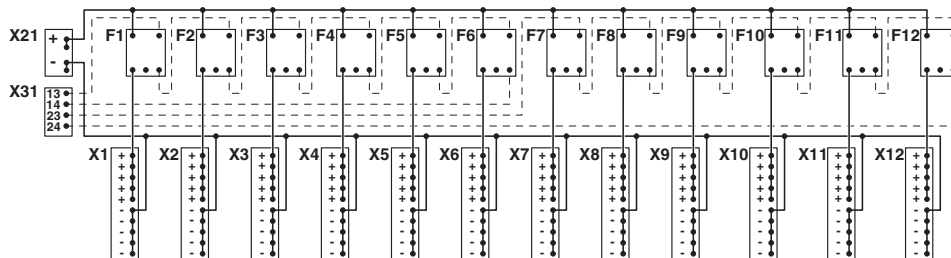 X21 + F1 F2 F3 F4 F5 F6 F7 F8 F9 F10 F11 F12
-
X31 13
14
23
24
X1 + X2 + X3 + X4 + X5 + X6 + X7 + X8 + X9 + X10 + X11 + X12 +
+ + + + + + + + + + + +
+ + + + + + + + + + + +
+ + + + + + + + + + + +
+ + + + + + + + + + + +
- - - - - - - - - - - -
- - - - - - - - - - - -
- - - - - - - - - - - -
- - - - - - - - - - - -